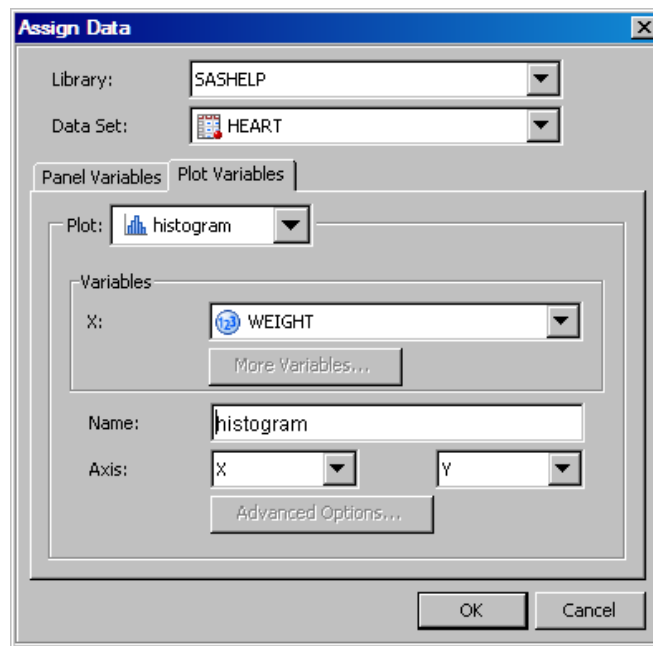 Assign Data
Library: SASHELP
Data Set: HEART
Panel Variables Plot Variables
Plot: histogram
Variables
X: 123 WEIGHT
More Variables...
Name: histogram
Axis: X Y
Advanced Options...
OK Cancel